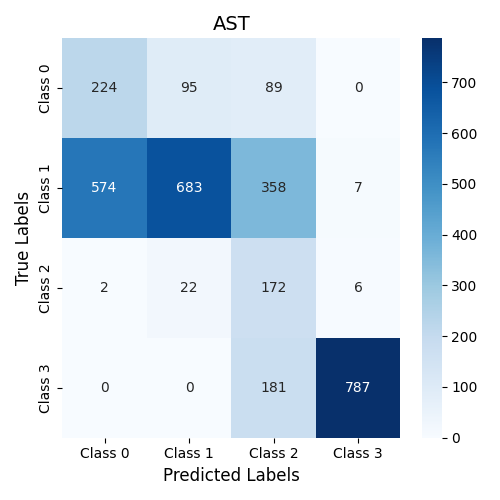 AST
Class 0 224 95 89 0
Class 1 574 683 358 7
Class 2 2 22 172 6
Class 3 0 0 181 787
True Labels
Class 0 Class 1 Class 2 Class 3
Predicted Labels
700
600
500
400
300
200
100
0